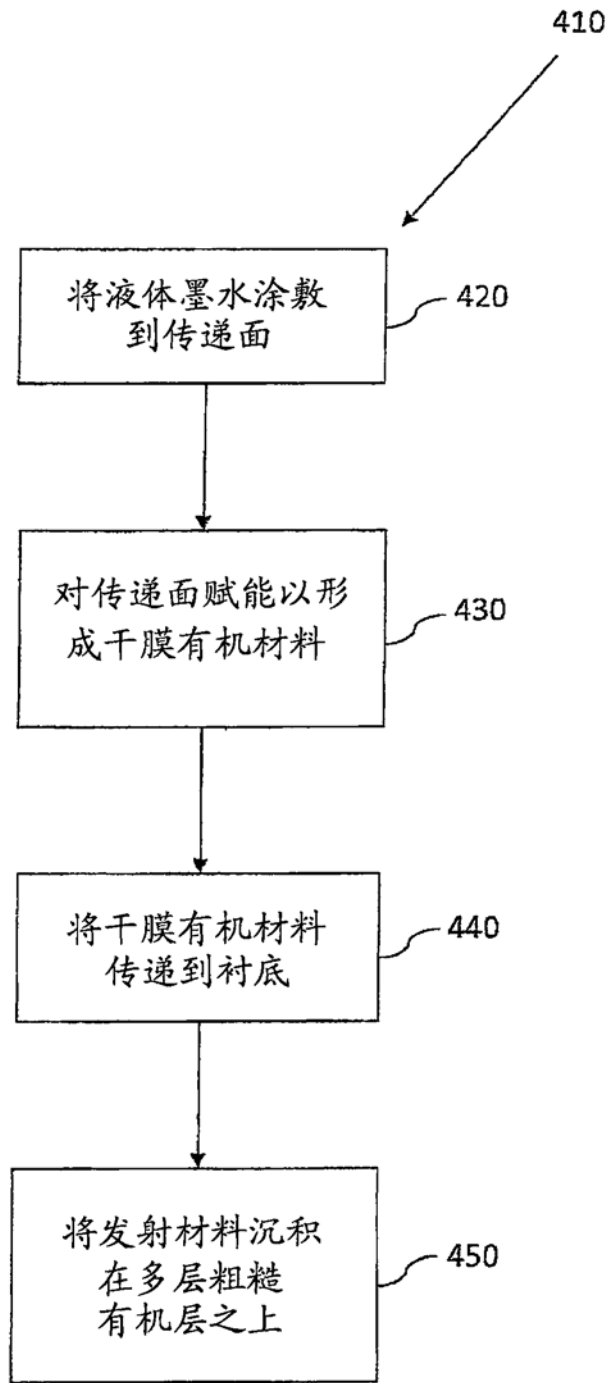 410
将液体墨水涂敷
到传递面
420
对传递面赋能以形
成干膜有机材料
430
将干膜有机材料
传递到衬底
440
将发射材料沉积
在多层粗糙
有机层之上
450